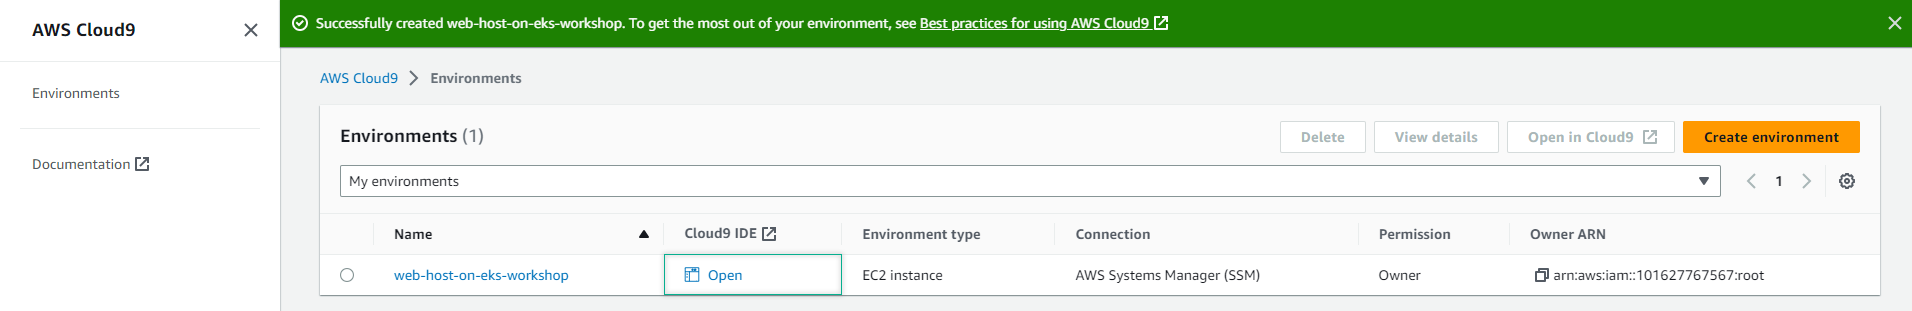 AWS Cloud9
Successfully created web-host-on-eks-workshop. To get the most out of your environment, see Best practices for using AWS Cloud9
Environments
Documentation
AWS Cloud9 > Environments
Environments (1)
Delete
View details
Open in Cloud9
Create environment
My environments
1
Name
Cloud9 IDE
Environment type
Connection
Permission
Owner ARN
web-host-on-eks-workshop
Open
EC2 instance
AWS Systems Manager (SSM)
Owner
arn:aws:iam::101627767567:root